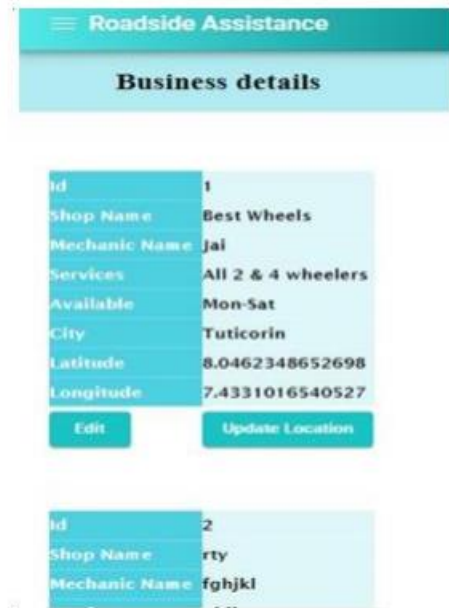 Roadside Assistance
Business details
Id 1
Shop Name Best Wheels
Mechanic Name Jai
Services All 2 & 4 wheelers
Available Mon-Sat
City Tuticorin
Latitude 8.0462348652698
Longitude 7.4331016540527
Edit Update Location
Id 2
Shop Name rty
Mechanic Name fghjkl